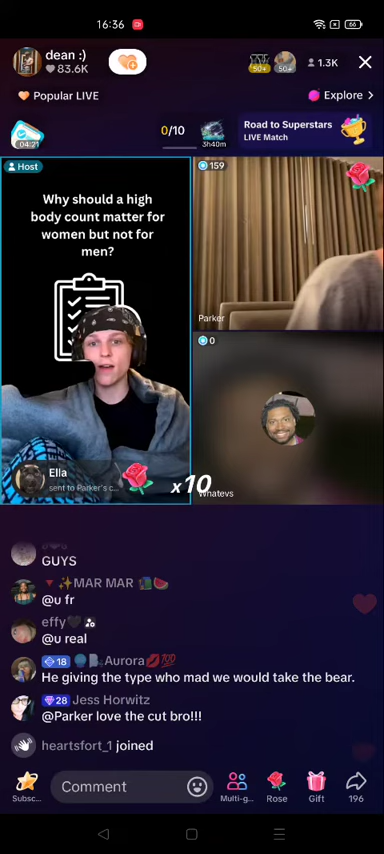 16:36
66
dean :)
83.6K
50+
50+
1.3K
Popular LIVE
Explore >
04:21
0/10
3h40m
Road to Superstars
LIVE Match
Host
Why should a high
body count matter for
women but not for
men?
159
Parker
0
Ella
sent to Parker's c...
x10
Whatevs
GUYS
MAR MAR
@u fr
effy
@u real
18 Aurora
He giving the type who mad we would take the bear.
28 Jess Horwitz
@Parker love the cut bro!!!
heartsfort_1 joined
Subsc...
Comment
Multi-g...
Rose
Gift
196